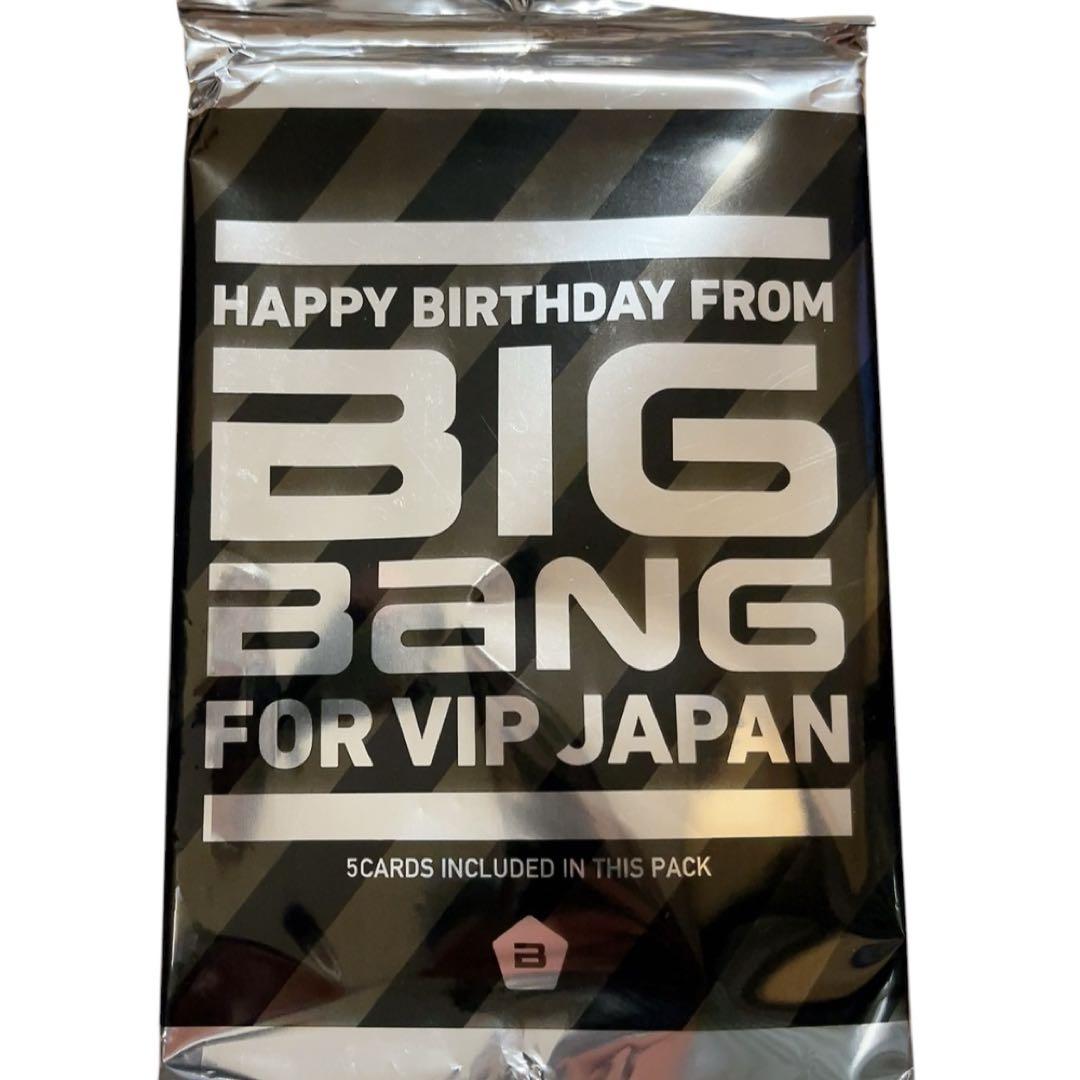 HAPPY BIRTHDAY FROM
BIG
BaNG
FOR VIP JAPAN
5CARDS INCLUDED IN THIS PACK
B